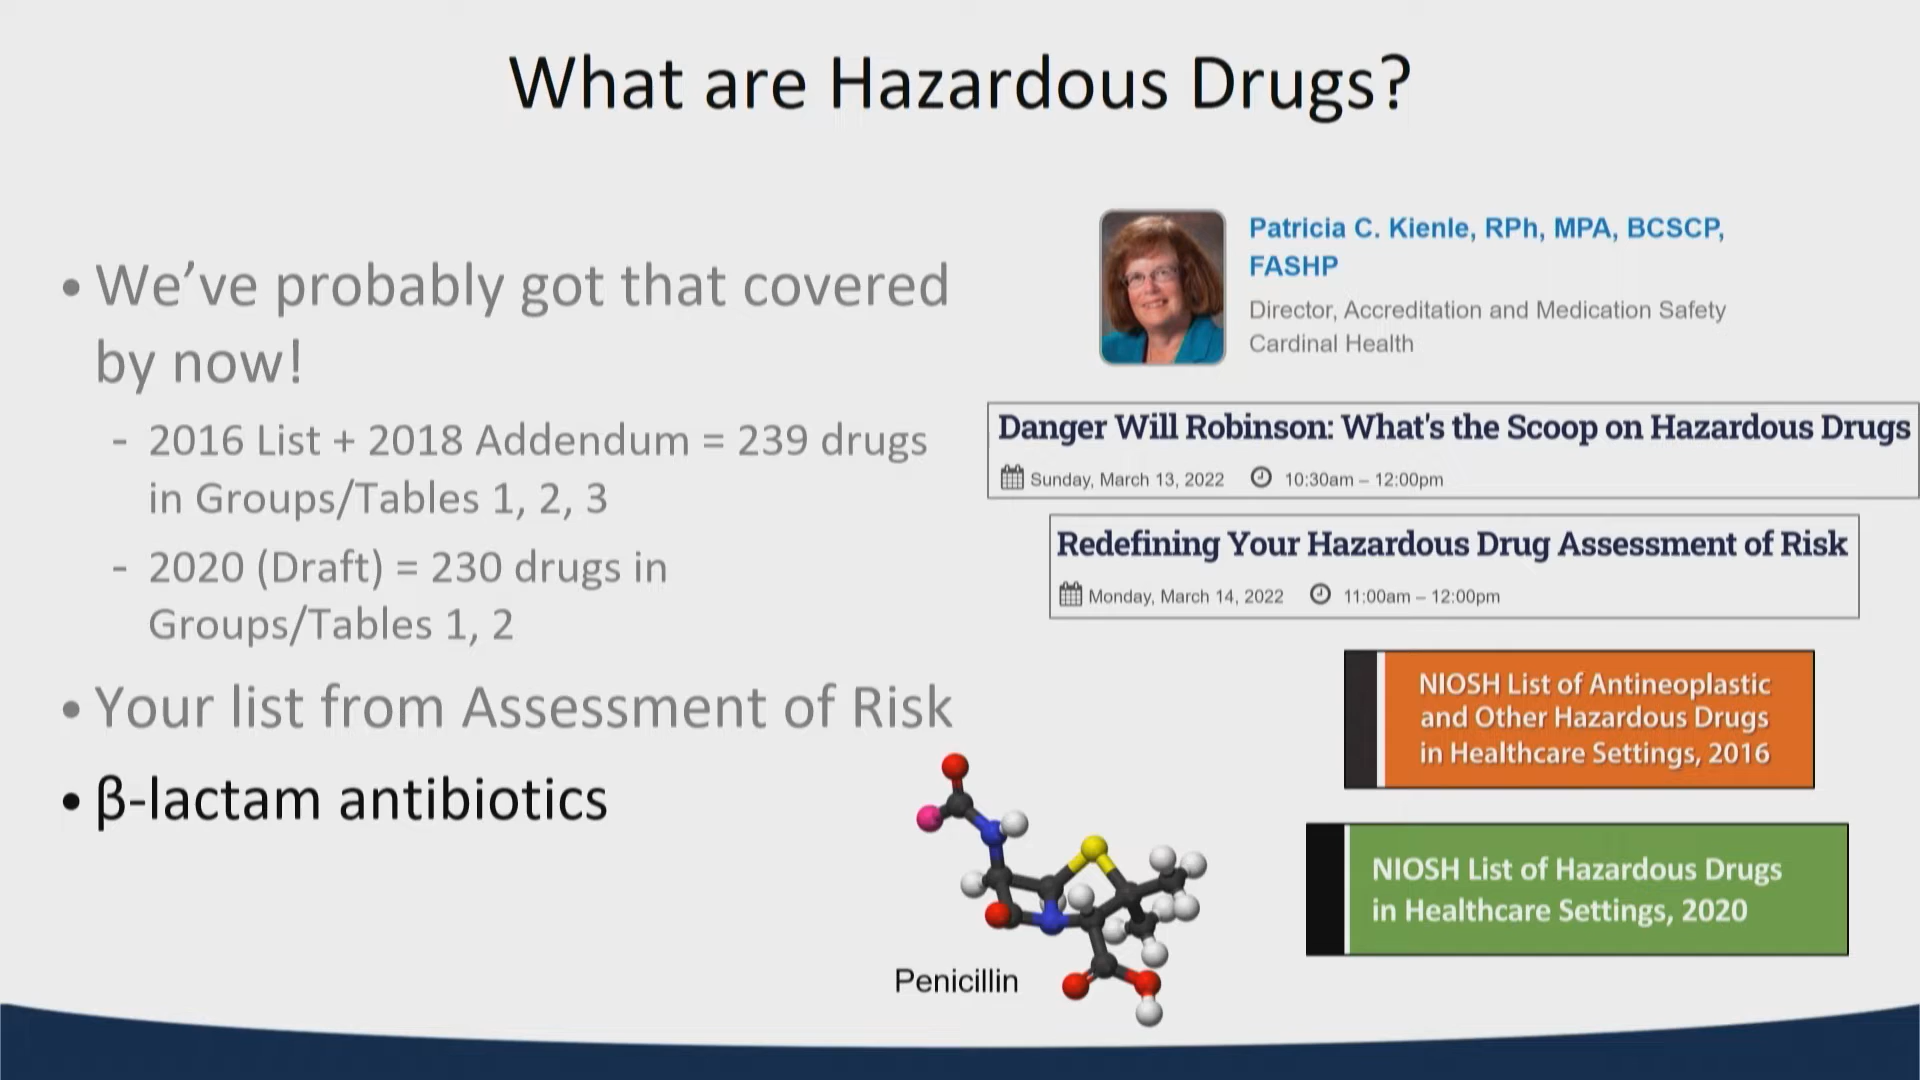 What are Hazardous Drugs?
• We’ve probably got that covered
by now!
- 2016 List + 2018 Addendum = 239 drugs
in Groups/Tables 1, 2, 3
- 2020 (Draft) = 230 drugs in
Groups/Tables 1, 2
• Your list from Assessment of Risk
• β-lactam antibiotics
Patricia C. Kienle, RPh, MPA, BCSCP,
FASHP
Director, Accreditation and Medication Safety
Cardinal Health
Danger Will Robinson: What's the Scoop on Hazardous Drugs
Sunday, March 13, 2022 10:30am – 12:00pm
Redefining Your Hazardous Drug Assessment of Risk
Monday, March 14, 2022 11:00am – 12:00pm
NIOSH List of Antineoplastic
and Other Hazardous Drugs
in Healthcare Settings, 2016
NIOSH List of Hazardous Drugs
in Healthcare Settings, 2020
Penicillin